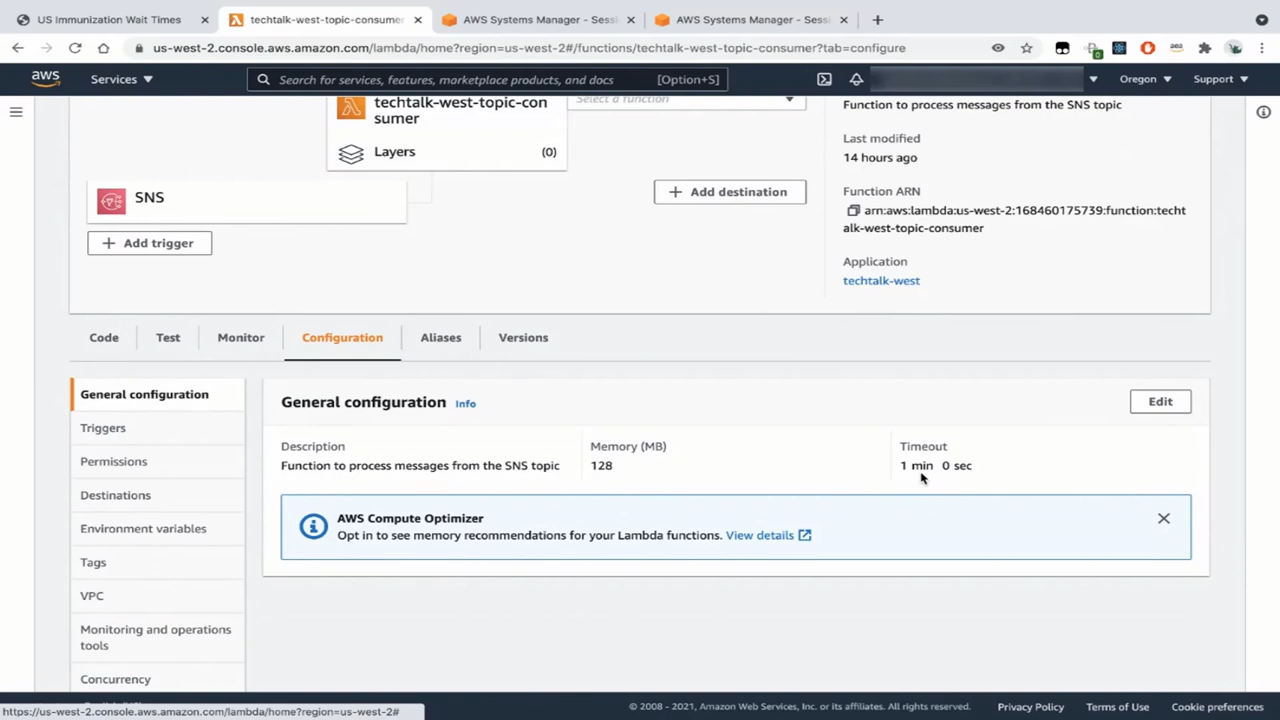 US Immunization Wait Times
techtalk-west-topic-consumer
AWS Systems Manager - Sessi
AWS Systems Manager - Sessi
us-west-2.console.aws.amazon.com/lambda/home?region=us-west-2#/functions/techtalk-west-topic-consumer?tab=configure
aws
Services
Search for services, features, marketplace products, and docs
[Option+S]
Oregon
Support
techtalk-west-topic-con
sumer
Layers
(0)
Select a function
SNS
Add destination
Add trigger
Function to process messages from the SNS topic
Last modified
14 hours ago
Function ARN
arn:aws:lambda:us-west-2:168460175739:function:techt
alk-west-topic-consumer
Application
techtalk-west
Code
Test
Monitor
Configuration
Aliases
Versions
General configuration
Triggers
Permissions
Destinations
Environment variables
Tags
VPC
Monitoring and operations
tools
Concurrency
General configuration
Info
Edit
Description
Function to process messages from the SNS topic
Memory (MB)
128
Timeout
1 min 0 sec
AWS Compute Optimizer
Opt in to see memory recommendations for your Lambda functions. View details
https://us-west-2.console.aws.amazon.com/lambda/home?region=us-west-2#
© 2008 - 2021, Amazon Web Services, Inc. or its affiliates. All rights reserved.
Privacy Policy
Terms of Use
Cookie preferences